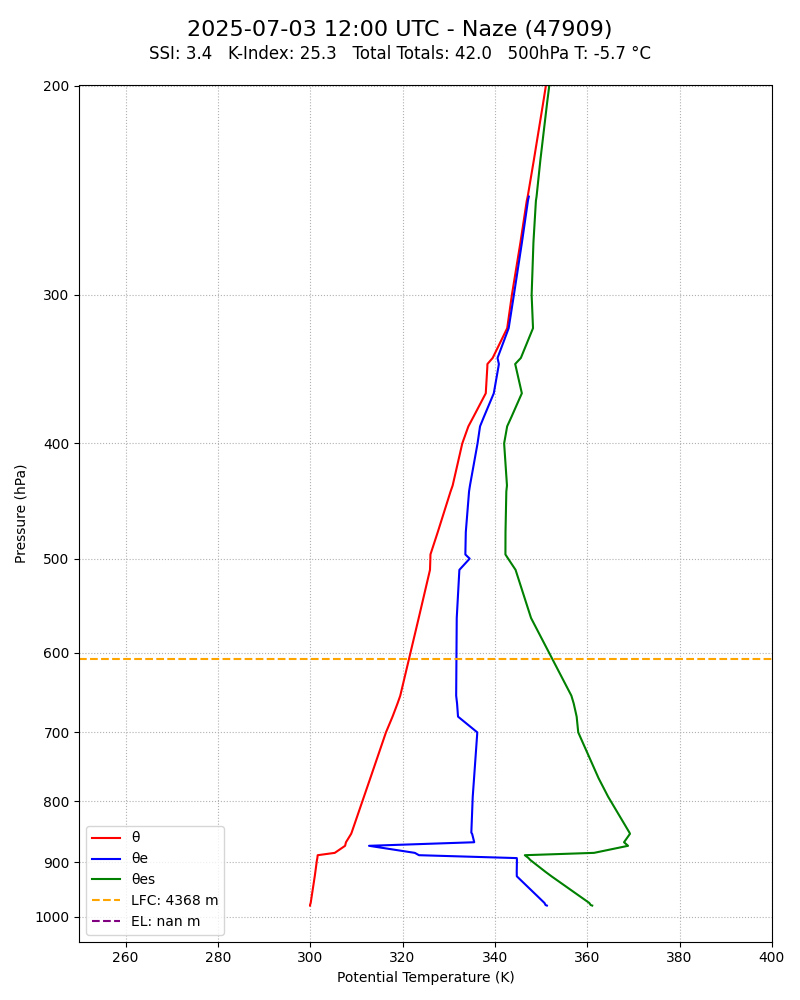 2025-07-03 12:00 UTC - Naze (47909)
SSI: 3.4   K-Index: 25.3   Total Totals: 42.0   500hPa T: -5.7 °C
200
300
400
500
600
700
800
900
1000
Pressure (hPa)
θ
θe
θes
LFC: 4368 m
EL: nan m
260
280
300
320
340
360
380
400
Potential Temperature (K)